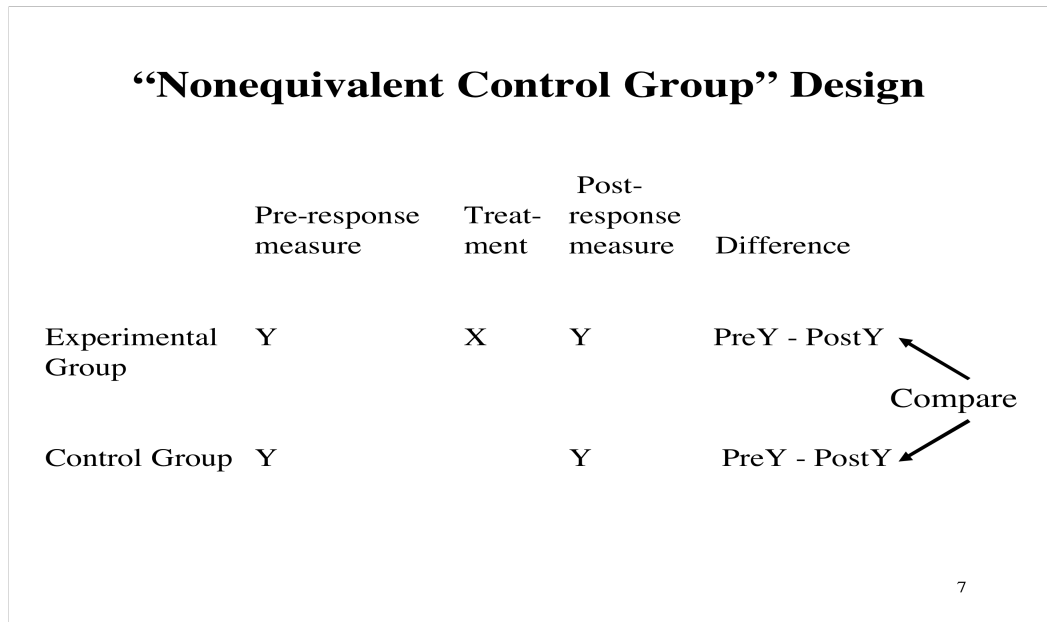 “Nonequivalent Control Group” Design
Post-
Pre-response Treat- response
measure ment measure Difference
Experimental Y X Y PreY - PostY
Group
Compare
Control Group Y Y PreY - PostY
7